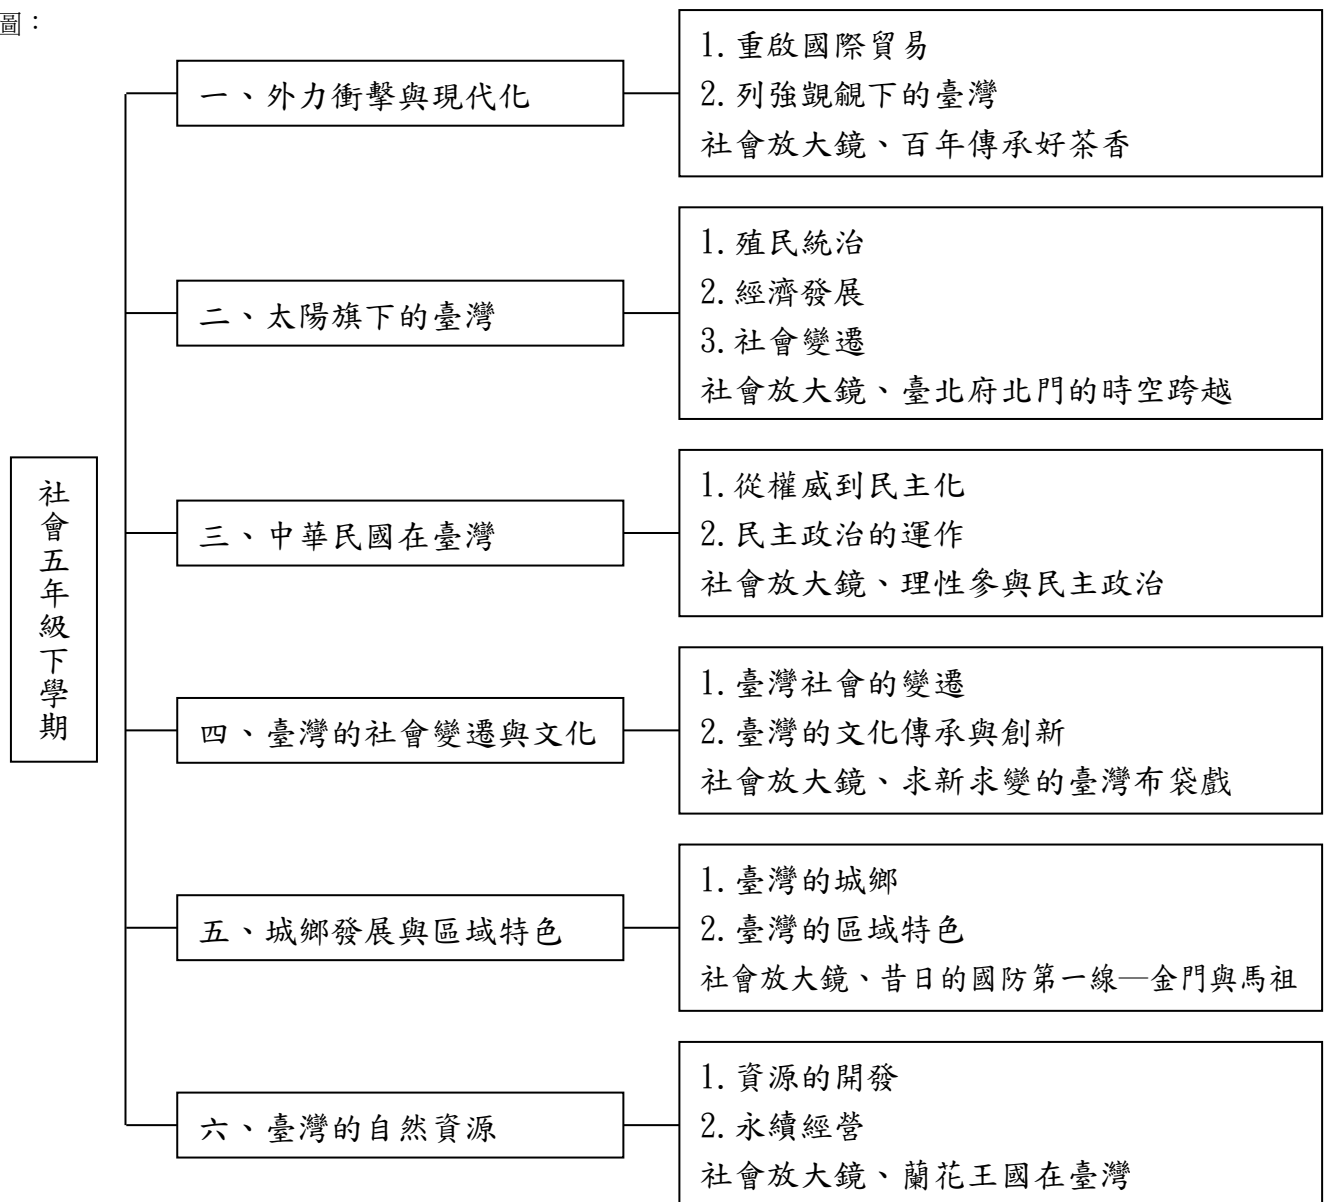 圖：
社會五年級下學期
一、外力衝擊與現代化
1.重啟國際貿易
2.列強覬覦下的臺灣
社會放大鏡、百年傳承好茶香
二、太陽旗下的臺灣
1.殖民統治
2.經濟發展
3.社會變遷
社會放大鏡、臺北府北門的時空跨越
三、中華民國在臺灣
1.從權威到民主化
2.民主政治的運作
社會放大鏡、理性參與民主政治
四、臺灣的社會變遷與文化
1.臺灣社會的變遷
2.臺灣的文化傳承與創新
社會放大鏡、求新求變的臺灣布袋戲
五、城鄉發展與區域特色
1.臺灣的城鄉
2.臺灣的區域特色
社會放大鏡、昔日的國防第一線—金門與馬祖
六、臺灣的自然資源
1.資源的開發
2.永續經營
社會放大鏡、蘭花王國在臺灣